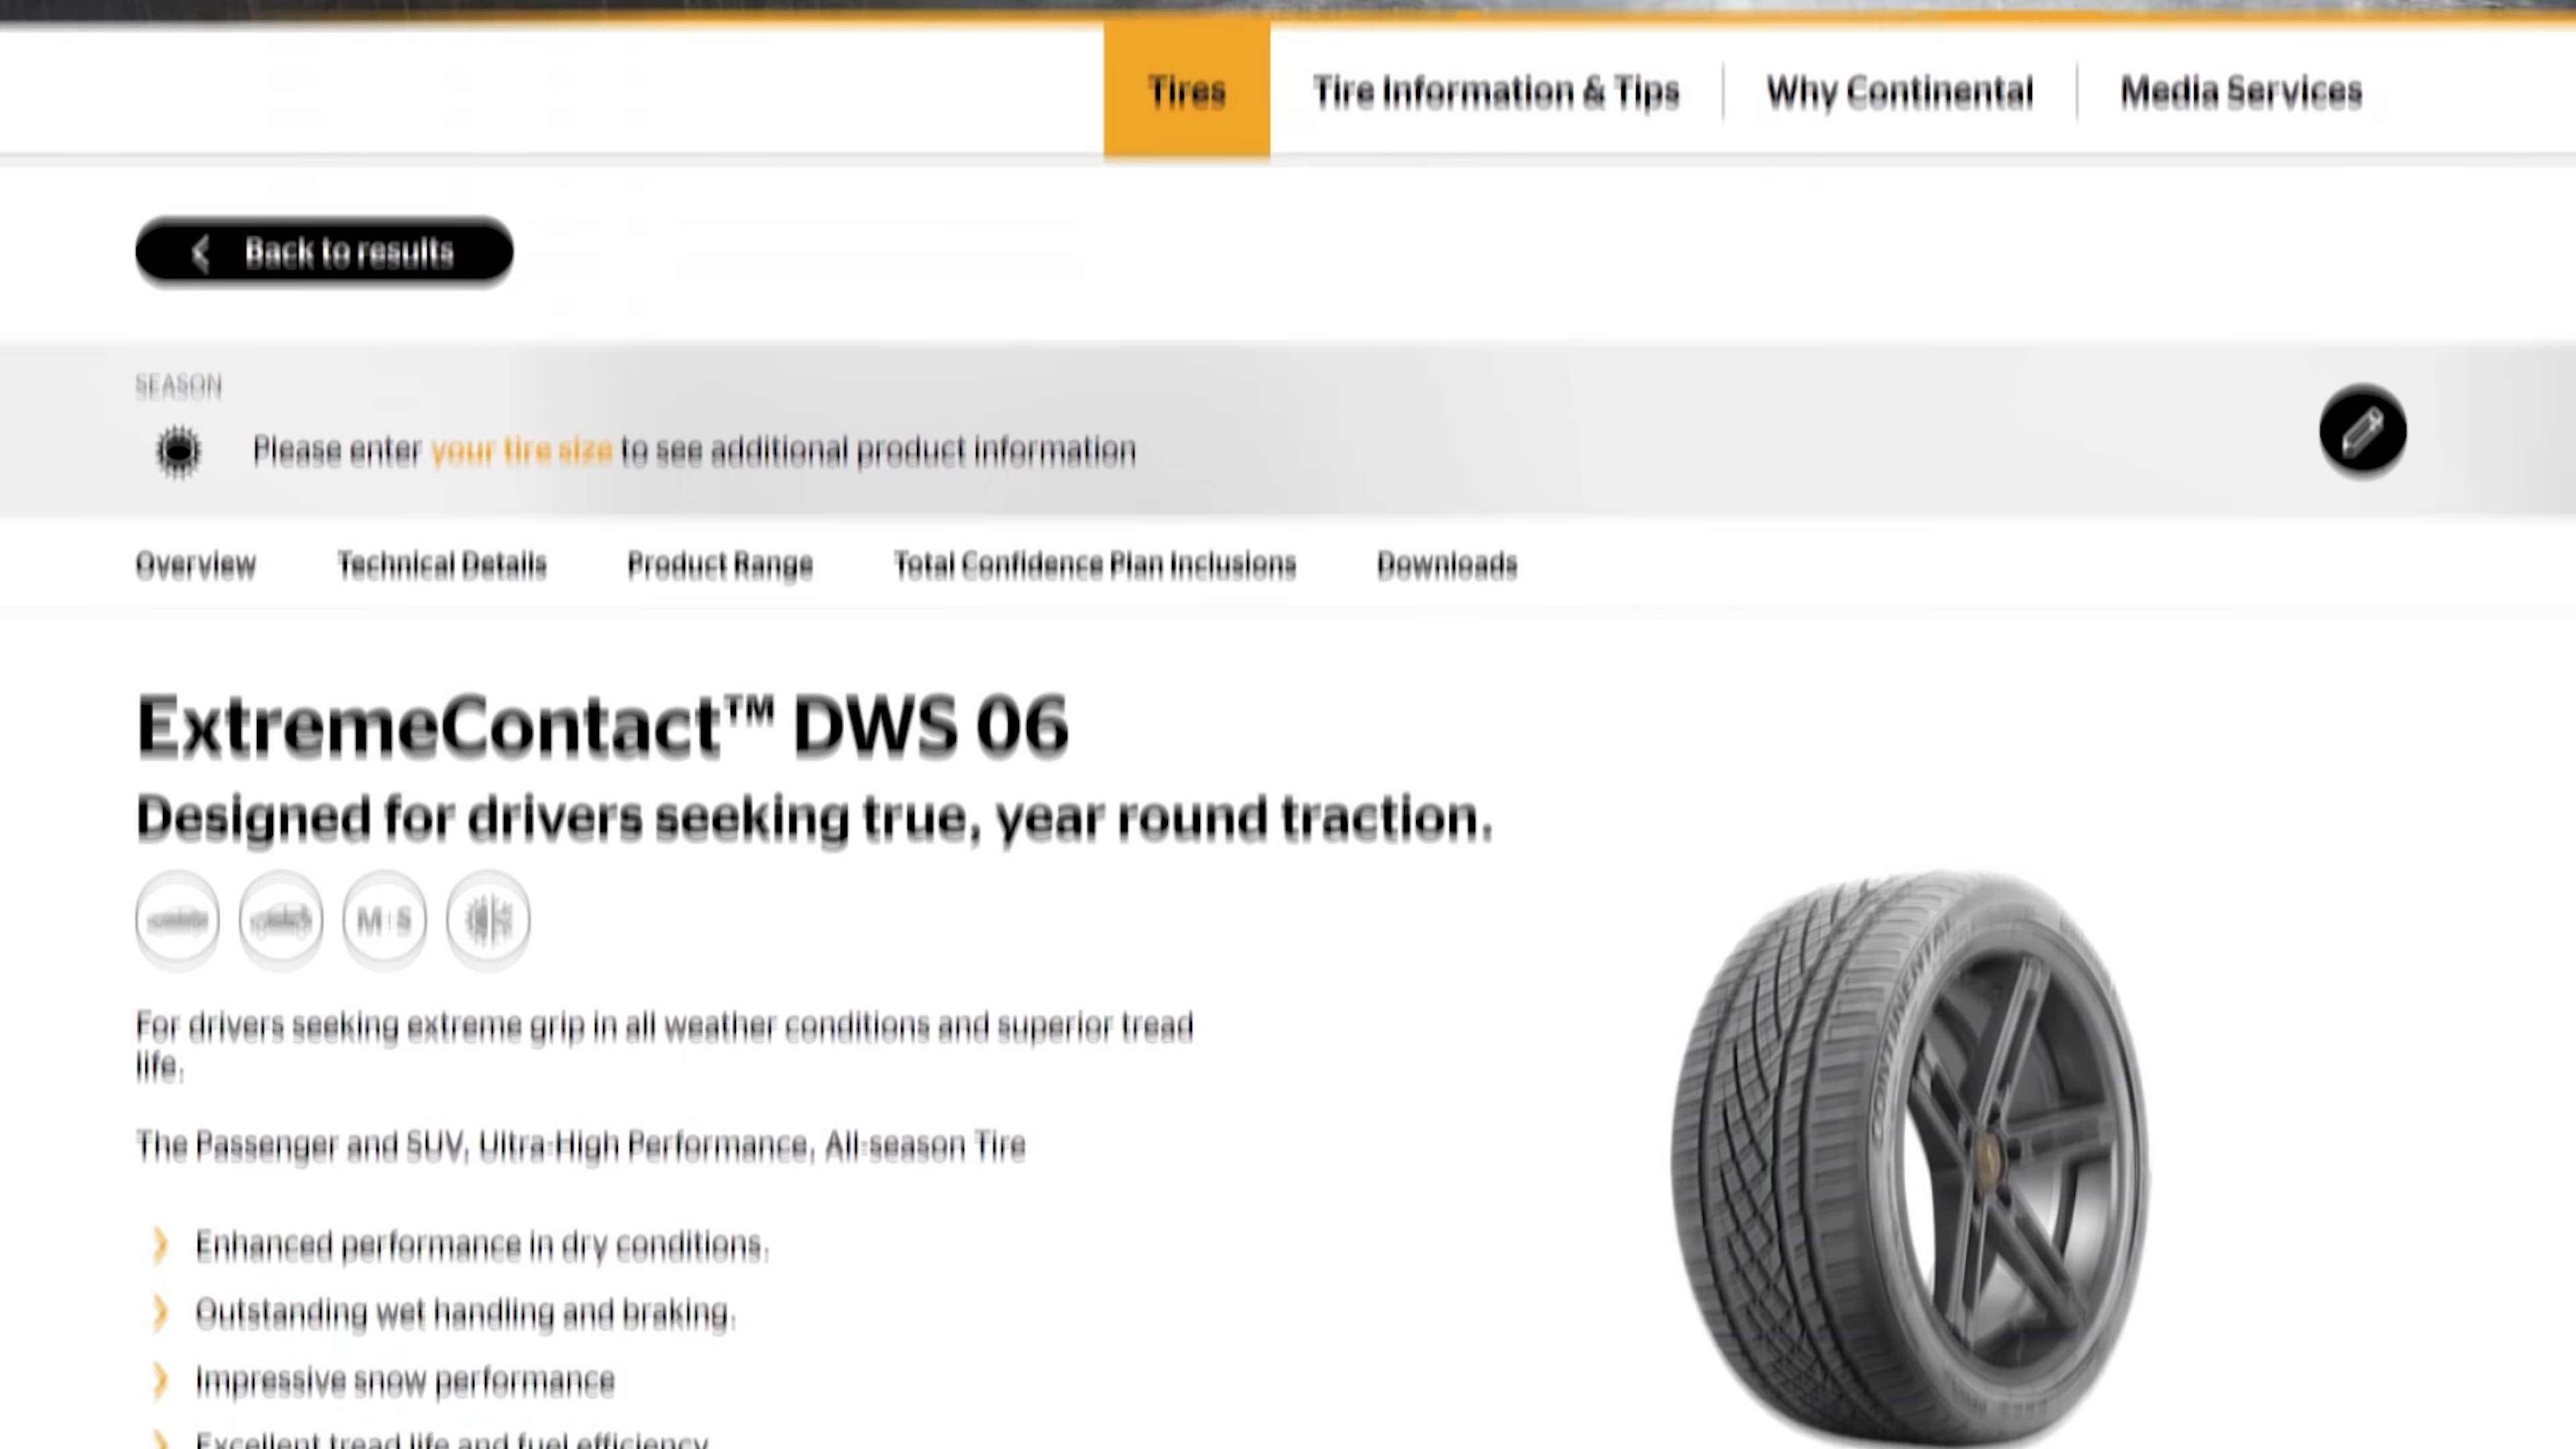 Tires
Tire Information & Tips
Why Continental
Media Services
Back to results
SEASON
Please enter your tire size to see additional product information
Overview
Technical Details
Product Range
Total Confidence Plan Inclusions
Downloads
ExtremeContact™ DWS 06
Designed for drivers seeking true, year round traction.
M+S
For drivers seeking extreme grip in all weather conditions and superior tread
life.
The Passenger and SUV, Ultra-High Performance, All-season Tire
Enhanced performance in dry conditions.
Outstanding wet handling and braking.
Impressive snow performance
Excellent tread life and fuel efficiency
CONTINENTAL